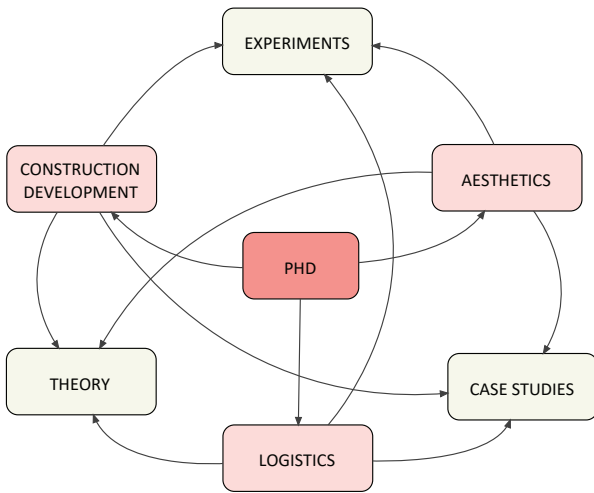 EXPERIMENTS
CONSTRUCTION
DEVELOPMENT
AESTHETICS
PHD
THEORY
CASE STUDIES
LOGISTICS